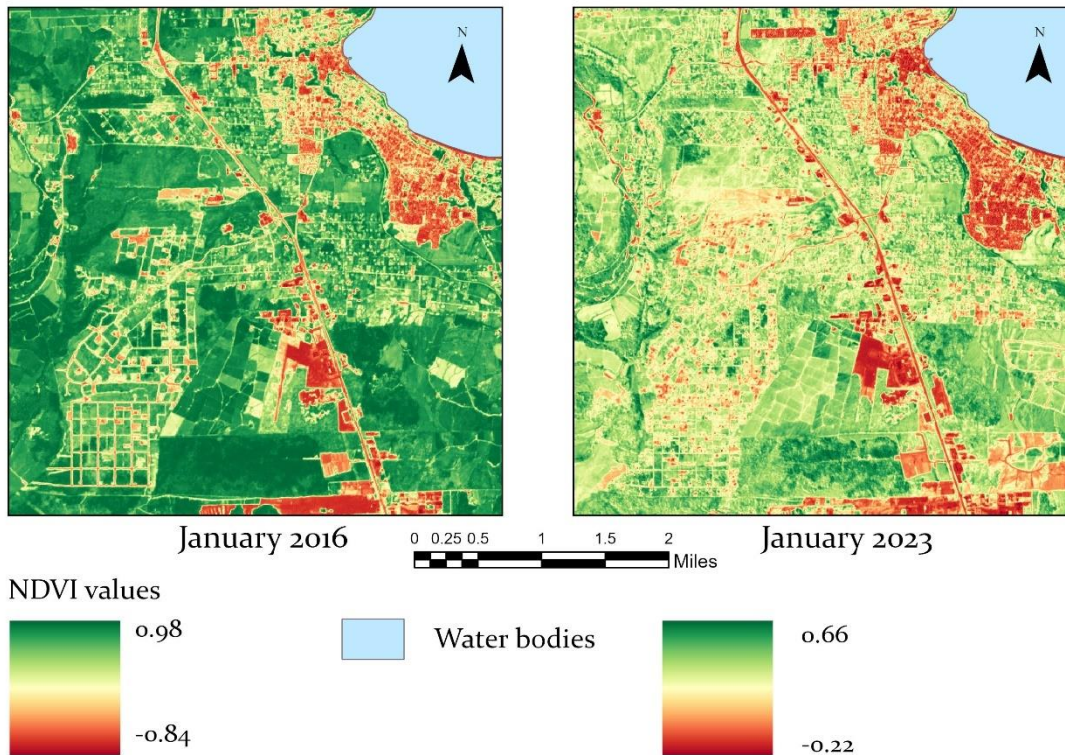 N
N
January 2016
January 2023
0 0.25 0.5 1 1.5 2
Miles
NDVI values
0.98
-0.84
Water bodies
0.66
-0.22